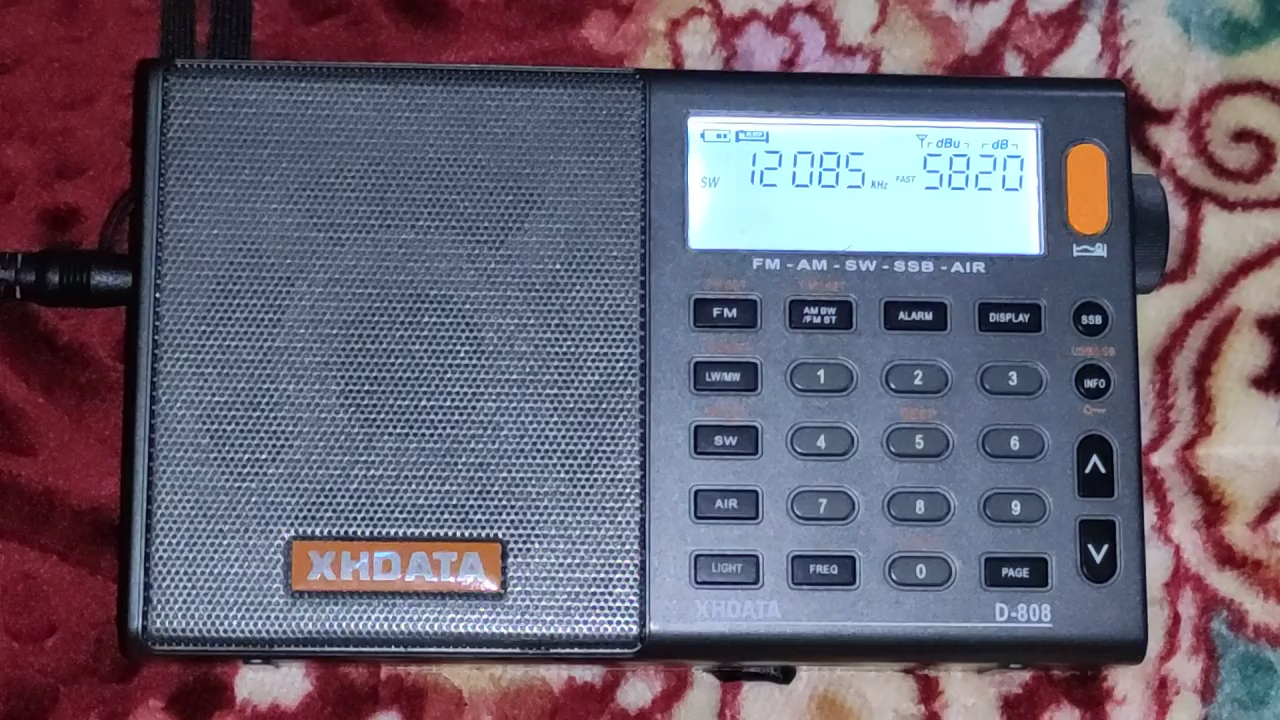 dBu dB
SW 12085 KHz FAST 5820
FM - AM - SW - SSB - AIR
FM AM BW /FM ST ALARM DISPLAY SSB
LW/MW 1 2 3 INFO
SW 4 5 6
AIR 7 8 9
LIGHT FREQ 0 PAGE
XHDATA
XHDATA D-808